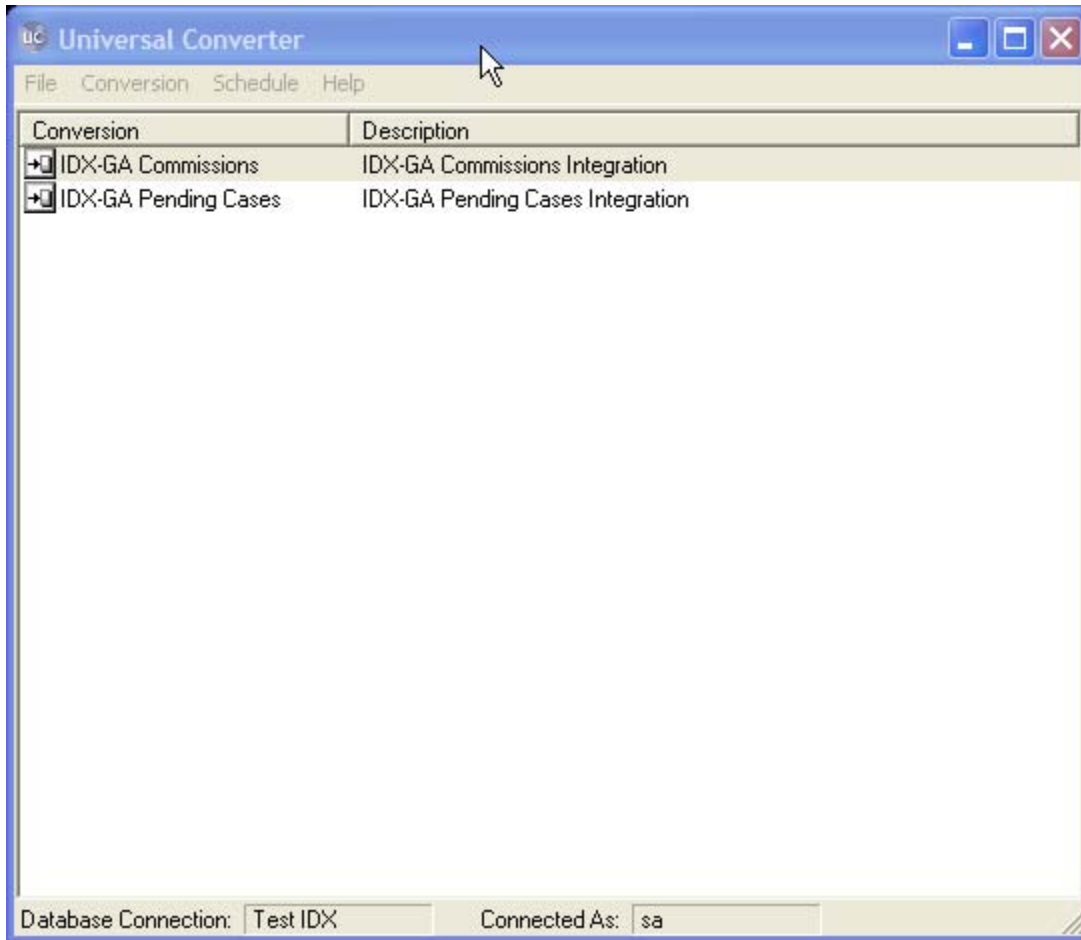 uc Universal Converter
File Conversion Schedule Help
Conversion Description
IDX-GA Commissions IDX-GA Commissions Integration
IDX-GA Pending Cases IDX-GA Pending Cases Integration
Database Connection: Test IDX Connected As: sa